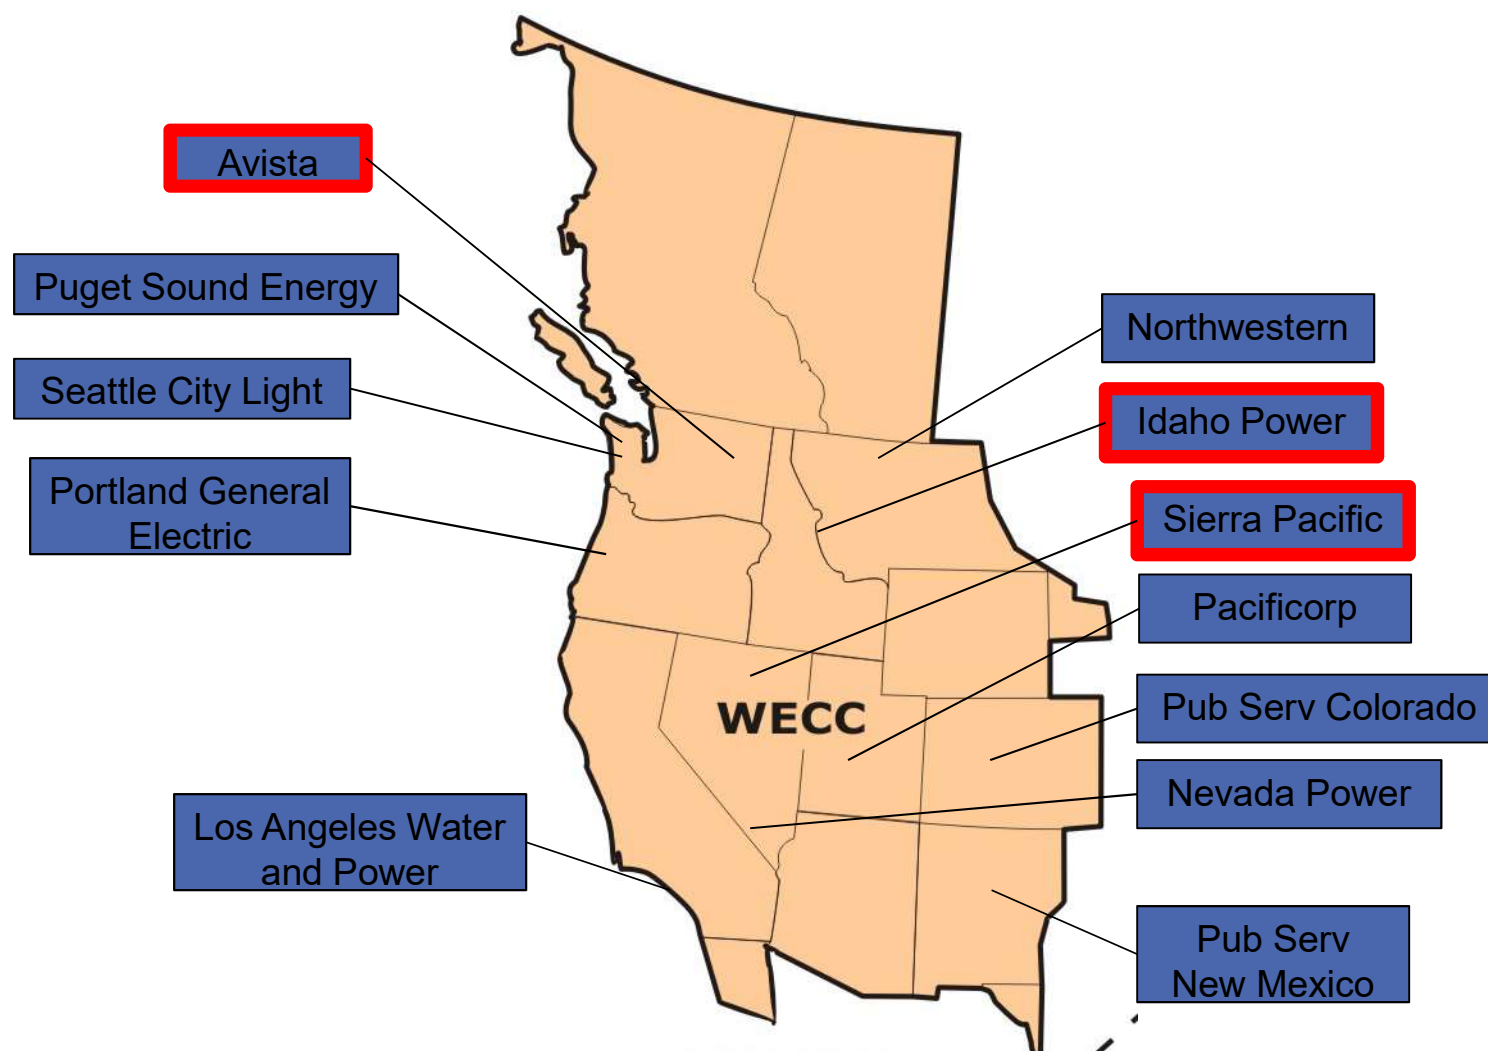 Avista
Puget Sound Energy
Seattle City Light
Portland General
Electric
Los Angeles Water
and Power
WECC
Northwestern
Idaho Power
Sierra Pacific
Pacificorp
Pub Serv Colorado
Nevada Power
Pub Serv
New Mexico